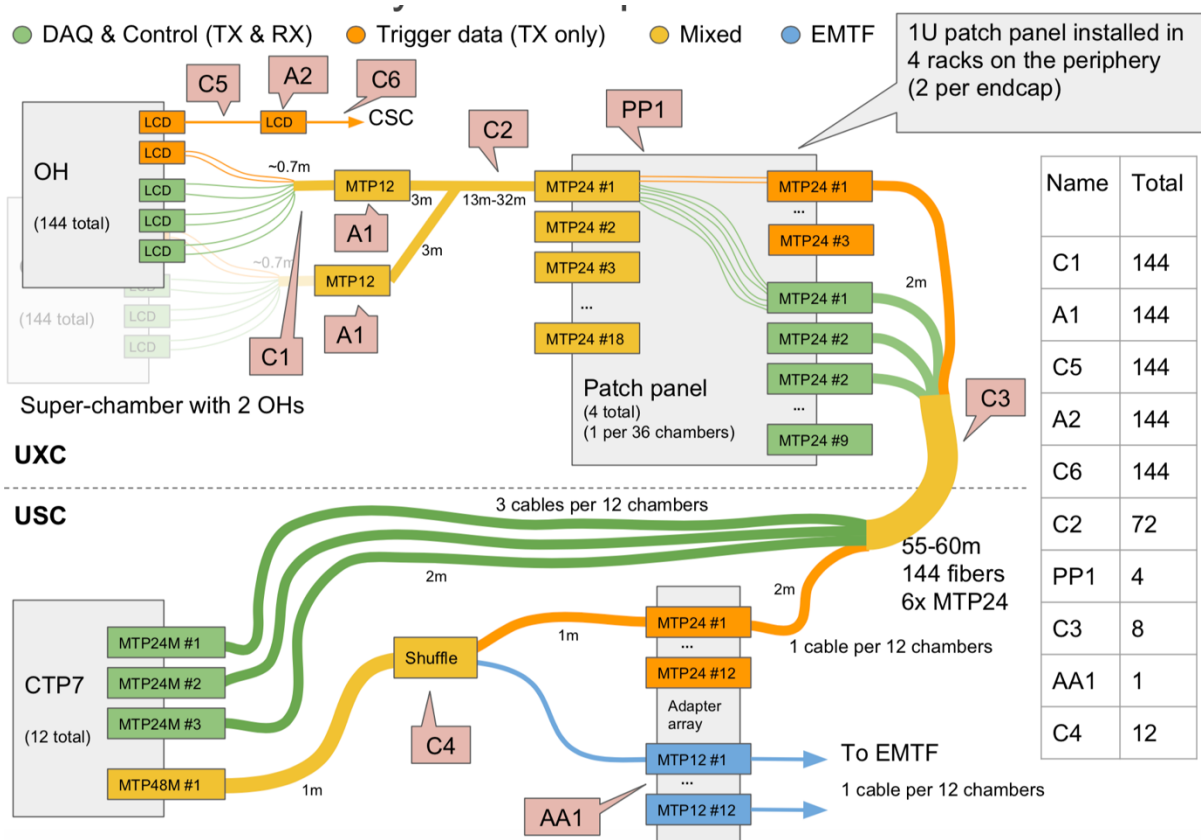 DAQ & Control (TX & RX)
Trigger data (TX only)
Mixed
EMTF
1U patch panel installed in
4 racks on the periphery
(2 per endcap)
C5
A2
C6
LCD
LCD
CSC
C2
PP1
OH
(144 total)
LCD
LCD
LCD
LCD
~0.7m
MTP12
3m
13m-32m
A1
3m
~0.7m
MTP12
A1
C1
(144 total)
LCD
LCD
LCD
Super-chamber with 2 OHs
MTP24 #1
MTP24 #2
MTP24 #3
...
MTP24 #18
MTP24 #1
...
MTP24 #3
MTP24 #1
MTP24 #2
MTP24 #2
...
MTP24 #9
Patch panel
(4 total)
(1 per 36 chambers)
2m
C3
UXC
USC
3 cables per 12 chambers
2m
55-60m
144 fibers
6x MTP24
2m
1 cable per 12 chambers
CTP7
(12 total)
MTP24M #1
MTP24M #2
MTP24M #3
MTP48M #1
1m
Shuffle
C4
1m
MTP24 #1
...
MTP24 #12
Adapter
array
MTP12 #1
...
MTP12 #12
AA1
To EMTF
1 cable per 12 chambers
Name Total
C1 144
A1 144
C5 144
A2 144
C6 144
C2 72
PP1 4
C3 8
AA1 1
C4 12